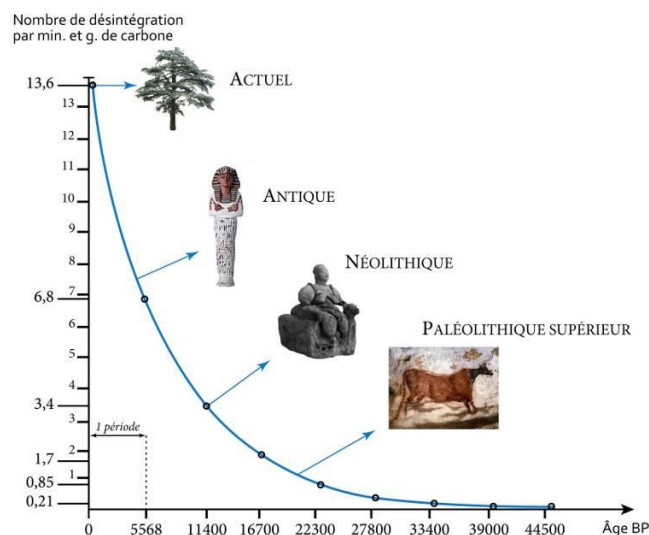 Nombre de désintégration
par min. et g. de carbone
13,6
ACTUEL
13
12
11
10
ANTIQUE
9
8
NÉOLITHIQUE
7
6,8
6
PALÉOLITHIQUE SUPÉRIEUR
5
4
3,4
3
1 période
2
1,7
1
0,85
0,21
0 5568 11400 16700 22300 27800 33400 39000 44500 Âge BP